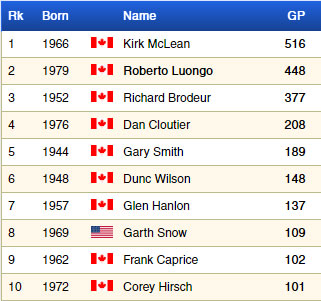 Rk Born Name GP
1 1966 Kirk McLean 516
2 1979 Roberto Luongo 448
3 1952 Richard Brodeur 377
4 1976 Dan Cloutier 208
5 1944 Gary Smith 189
6 1948 Dunc Wilson 148
7 1957 Glen Hanlon 137
8 1969 Garth Snow 109
9 1962 Frank Caprice 102
10 1972 Corey Hirsch 101